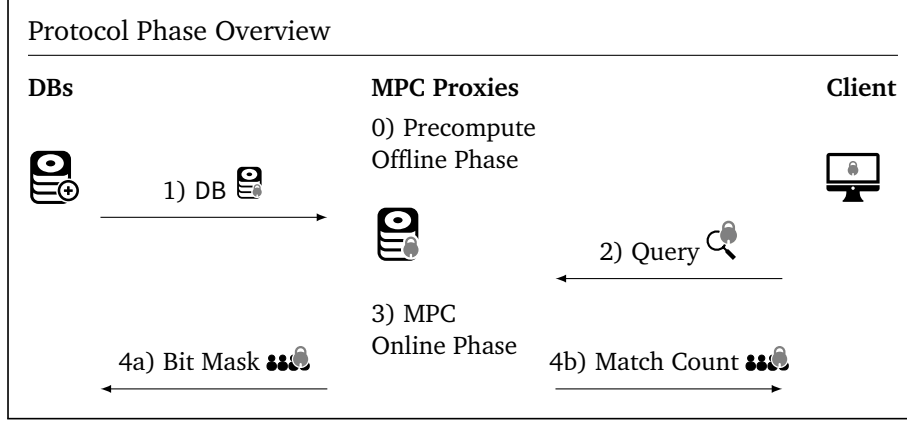 Protocol Phase Overview
DBs
MPC Proxies
Client
0) Precompute
Offline Phase
1) DB
2) Query
3) MPC
Online Phase
4a) Bit Mask
4b) Match Count